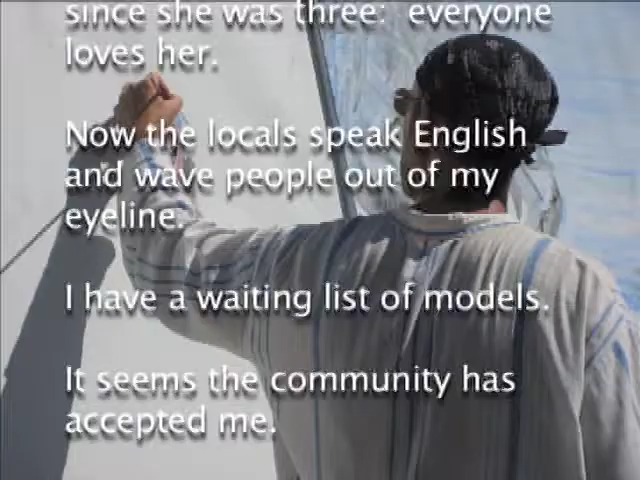 since she was three: everyone
loves her.
Now the locals speak English
and wave people out of my
eyeline.
I have a waiting list of models.
It seems the community has
accepted me.